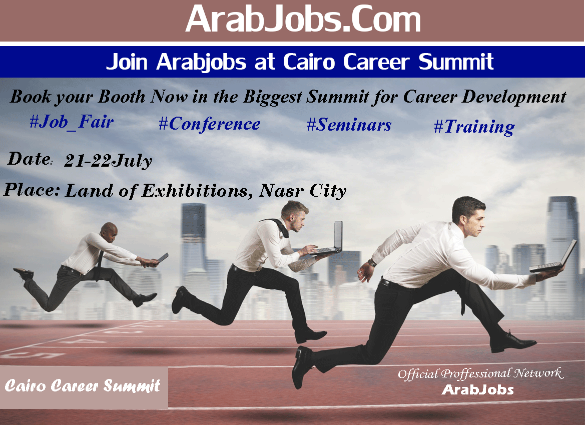 ArabJobs.Com
Join Arabjobs at Cairo Career Summit
Book your Booth Now in the Biggest Summit for Career Development
#Job_Fair #Conference #Seminars #Training
Date: 21-22July
Place: Land of Exhibitions, Nasr City
Cairo Career Summit
Official Proffessional Network
ArabJobs